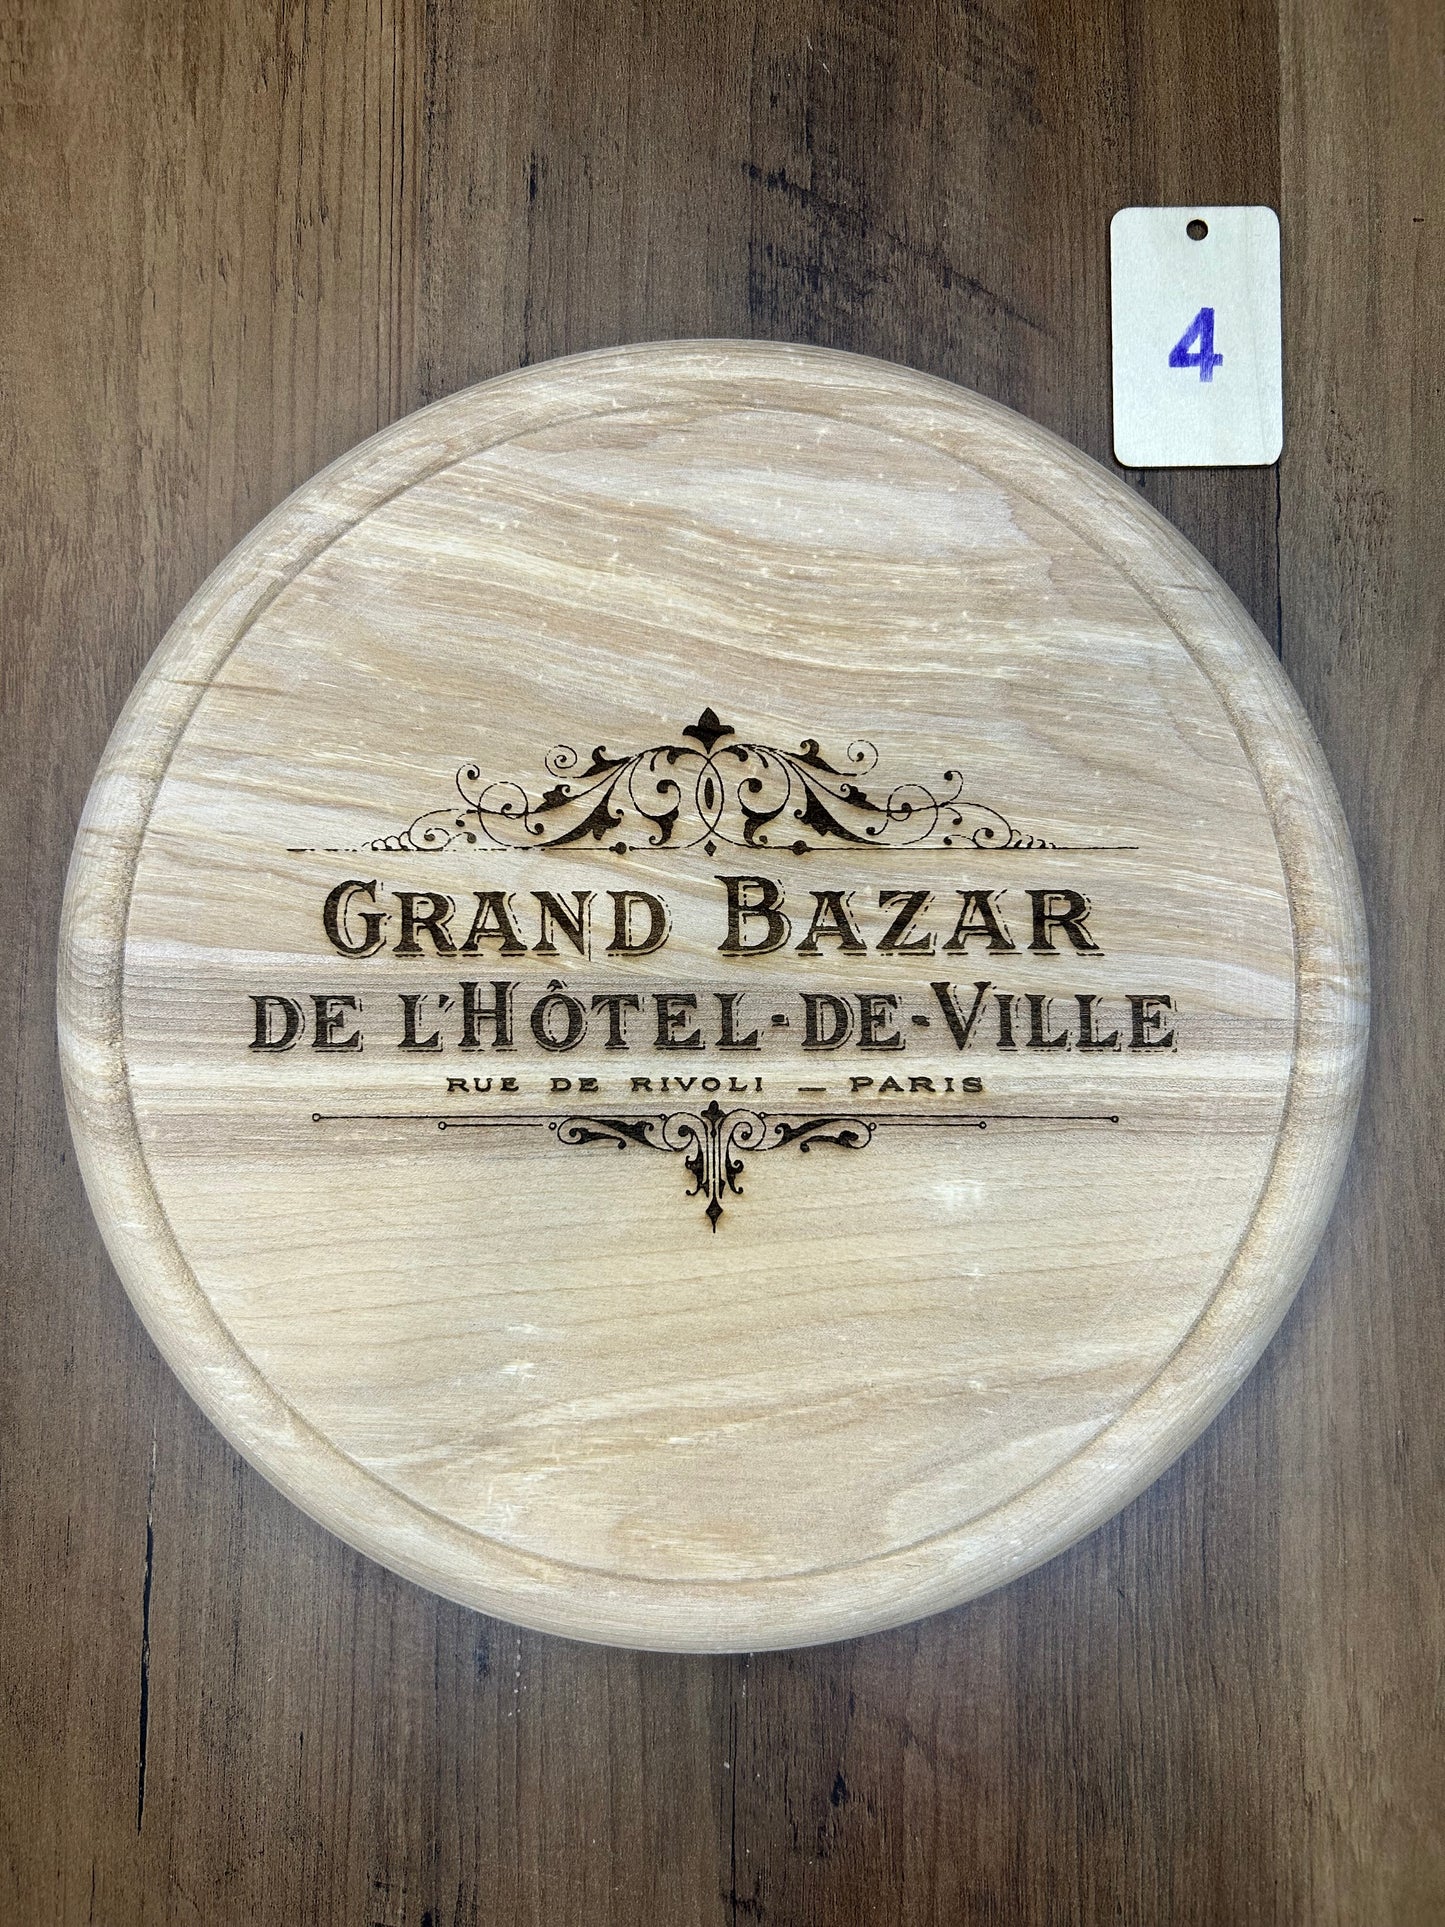 4
GRAND BAZAR
DE L'HÔTEL-DE-VILLE
RUE DE RIVOLI — PARIS